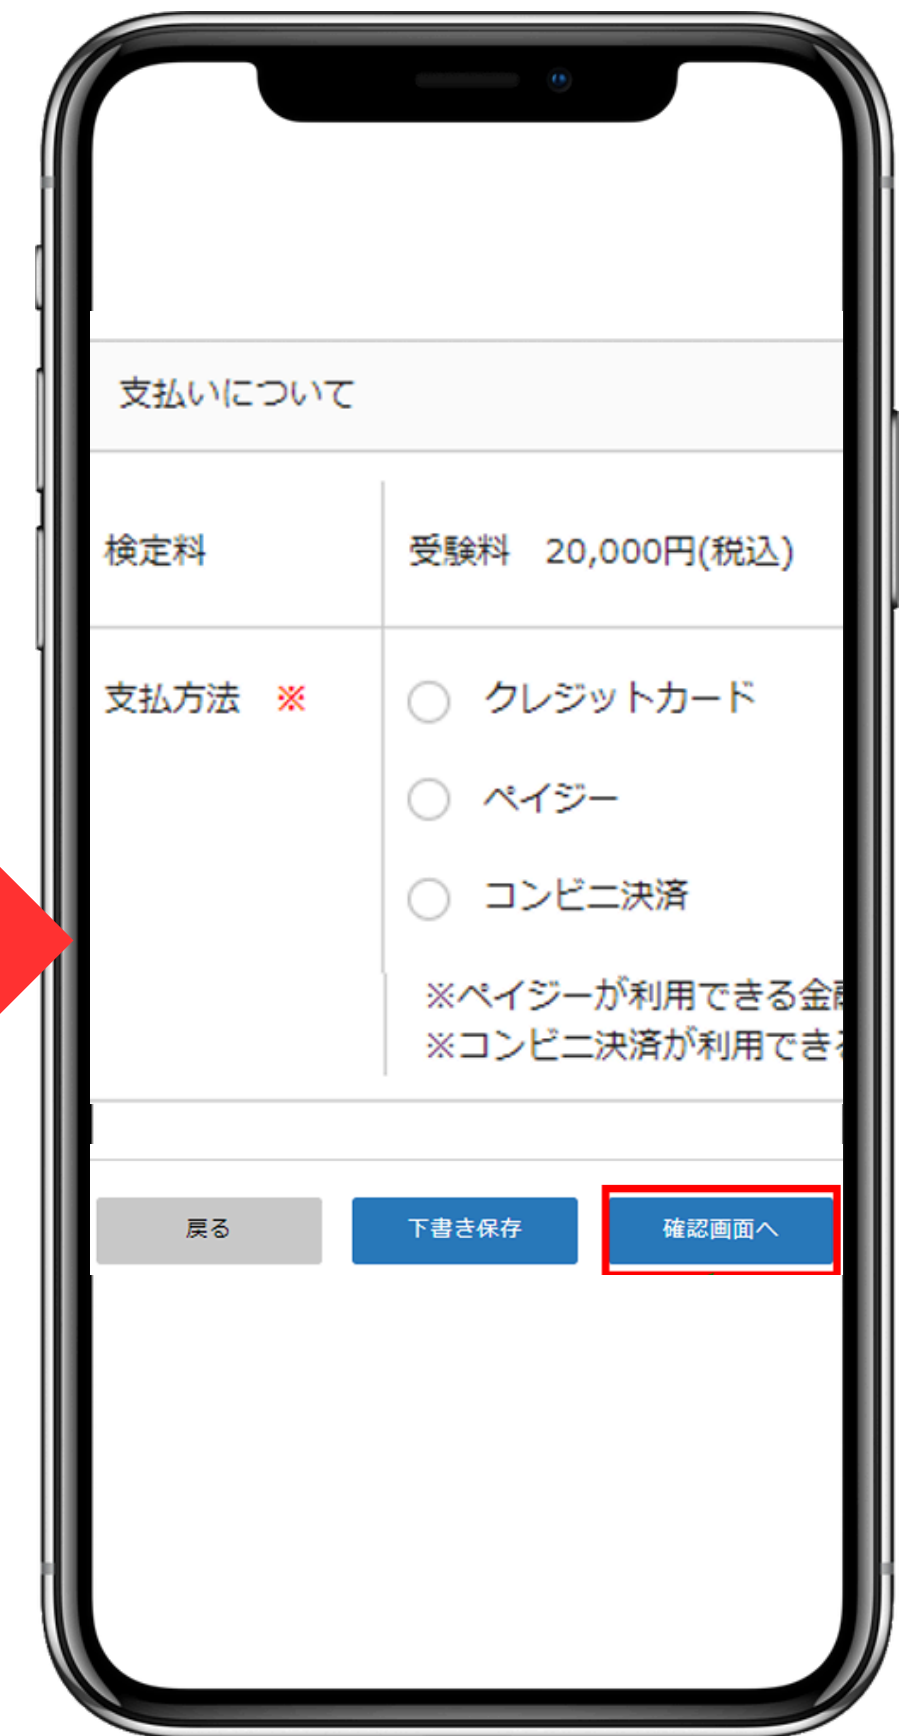 支払いについて
検定料
受験料 20,000円(税込)
支払方法 ※
クレジットカード
ペイジー
コンビニ決済
※ペイジーが利用できる金
※コンビニ決済が利用でき
戻る
下書き保存
確認画面へ